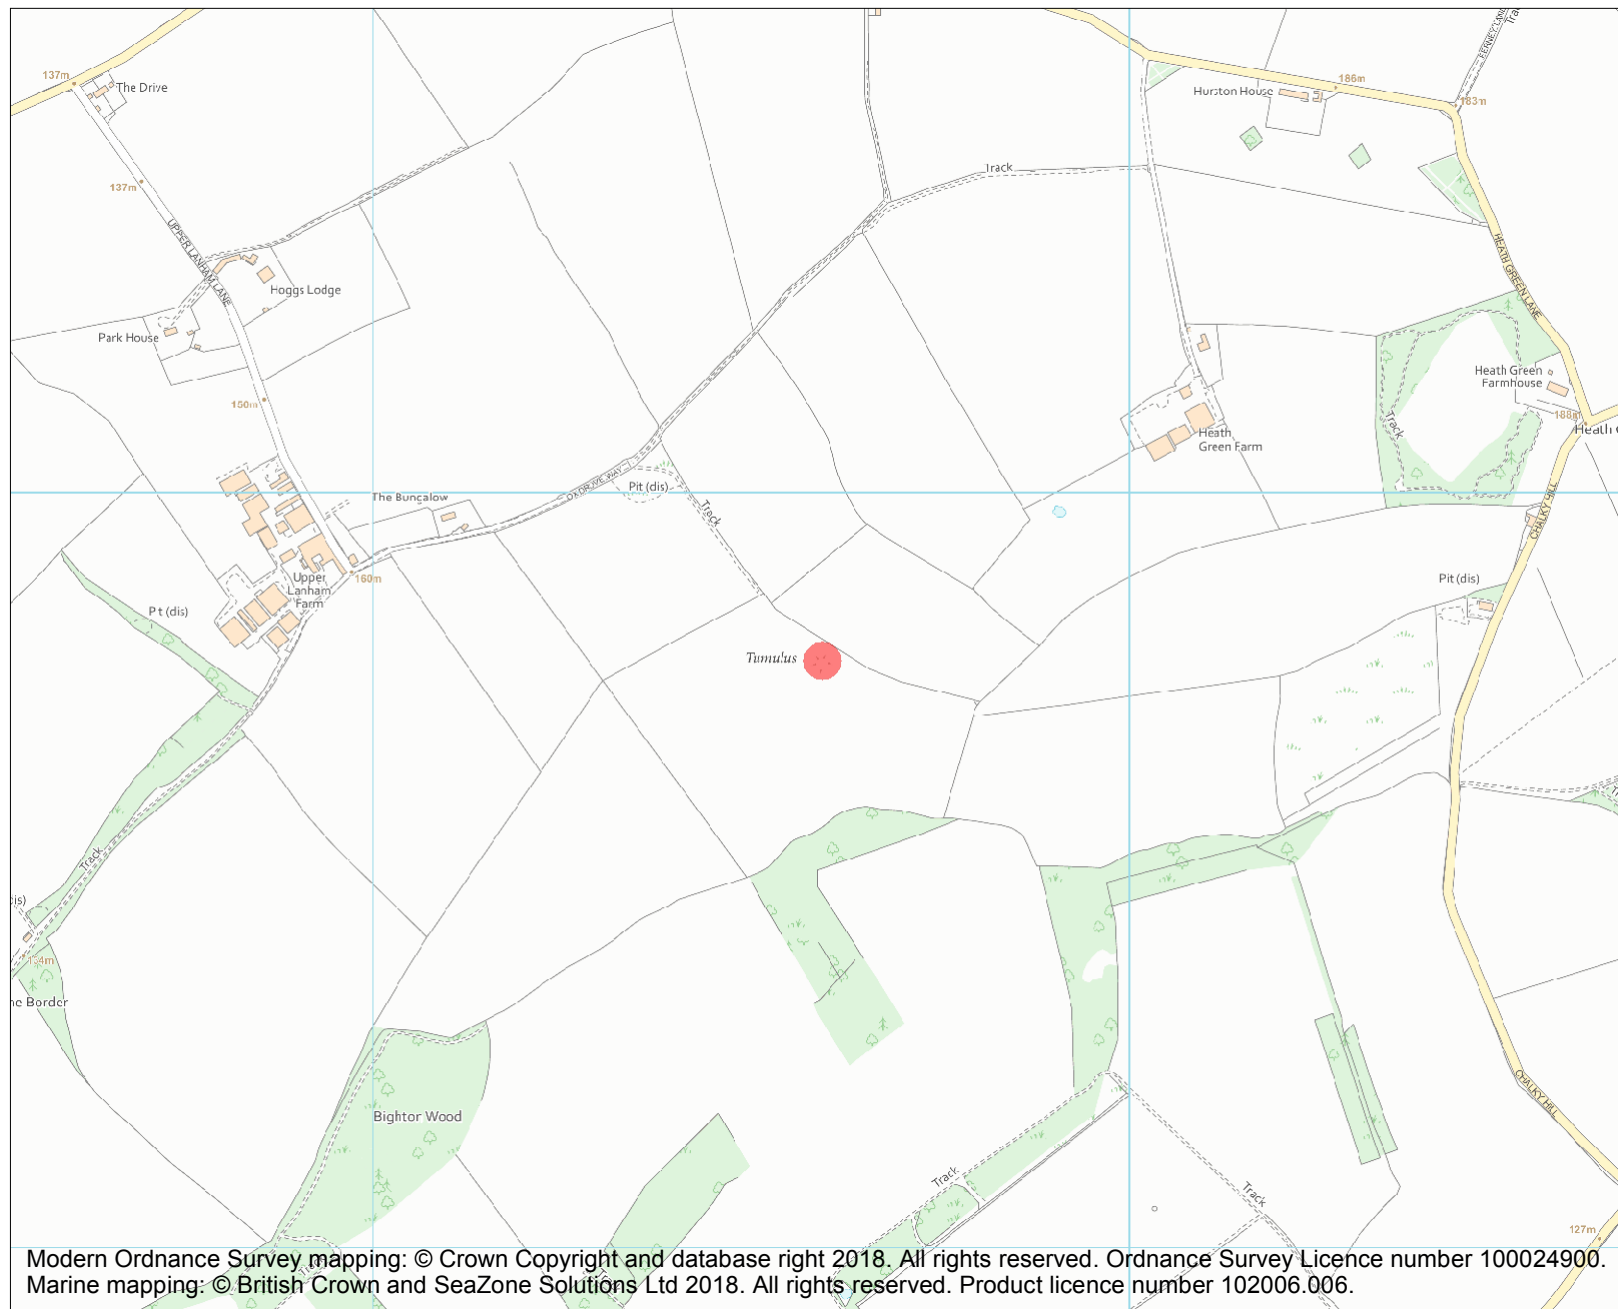 137m
The Drive
186m
Hurston House
183m
137m
Track
UPPER LANHAM LANE
HEATH GREEN LANE
Hoggs Lodge
Park House
Heath Green
Farmhouse
150m
Track
188m
Heath
Green Farm
Pit (dis)
OXDROVE WAY
The Bungalow
Track
CHALKY HILL
160m
Upper
Lanham
Farm
Pit (dis)
P t (dis)
Tumulus
Track
Border
Bightor Wood
CHALKY HILL
Track
Track
127m
Modern Ordnance Survey mapping: © Crown Copyright and database right 2018. All rights reserved. Ordnance Survey Licence number 100024900.
Marine mapping: © British Crown and SeaZone Solutions Ltd 2018. All rights reserved. Product licence number 102006.006.